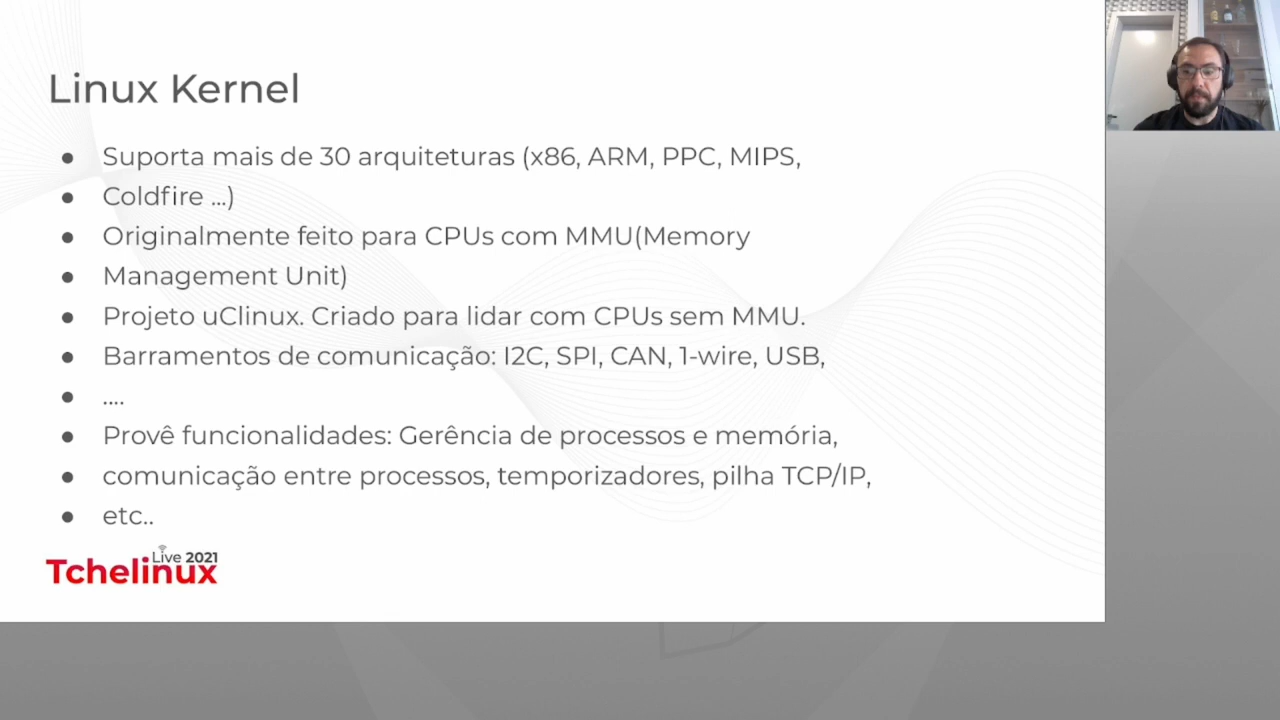 Linux Kernel
● Suporta mais de 30 arquiteturas (x86, ARM, PPC, MIPS,
● Coldfire ...)
● Originalmente feito para CPUs com MMU(Memory
● Management Unit)
● Projeto uClinux. Criado para lidar com CPUs sem MMU.
● Barramentos de comunicação: I2C, SPI, CAN, 1-wire, USB,
● ....
● Provê funcionalidades: Gerência de processos e memória,
● comunicação entre processos, temporizadores, pilha TCP/IP,
● etc..
Live 2021
Tchelinux